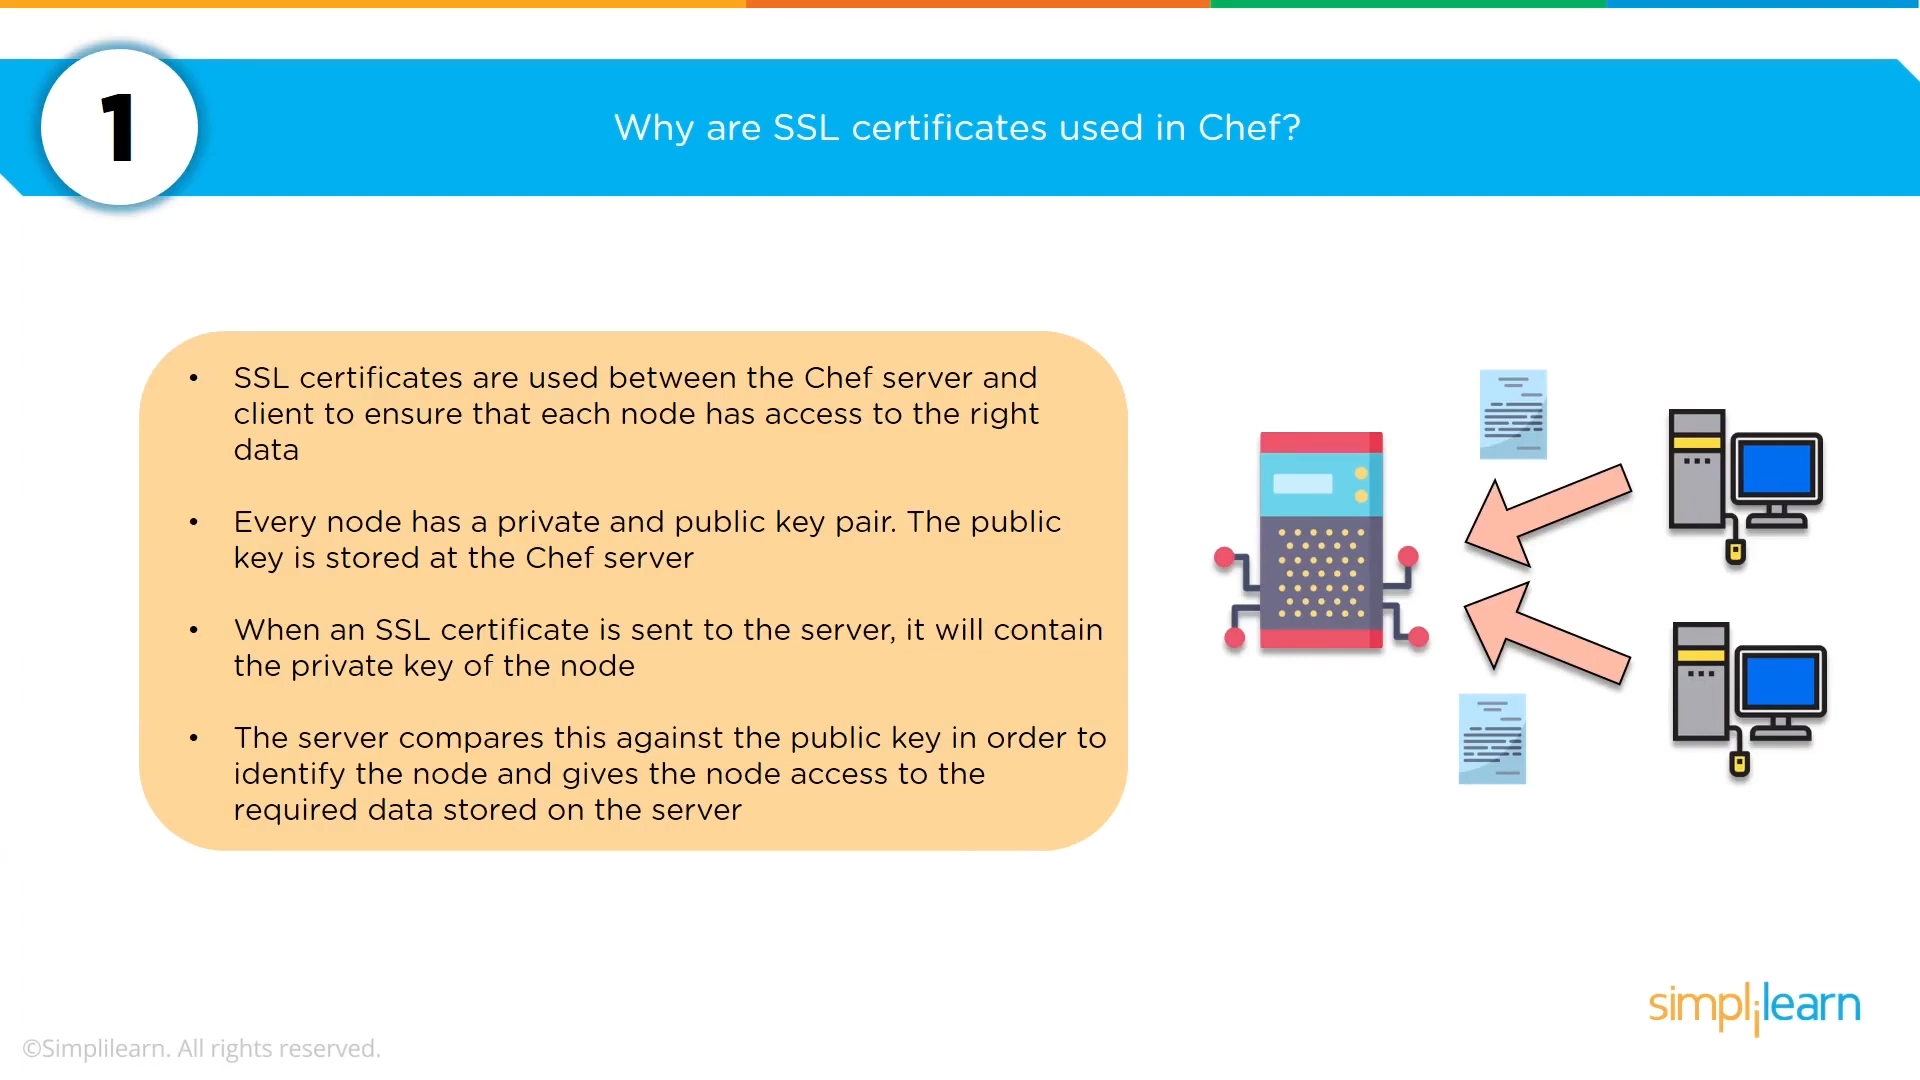 1
Why are SSL certificates used in Chef?
• SSL certificates are used between the Chef server and
client to ensure that each node has access to the right
data
• Every node has a private and public key pair. The public
key is stored at the Chef server
• When an SSL certificate is sent to the server, it will contain
the private key of the node
• The server compares this against the public key in order to
identify the node and gives the node access to the
required data stored on the server
simplilearn
©Simplilearn. All rights reserved.